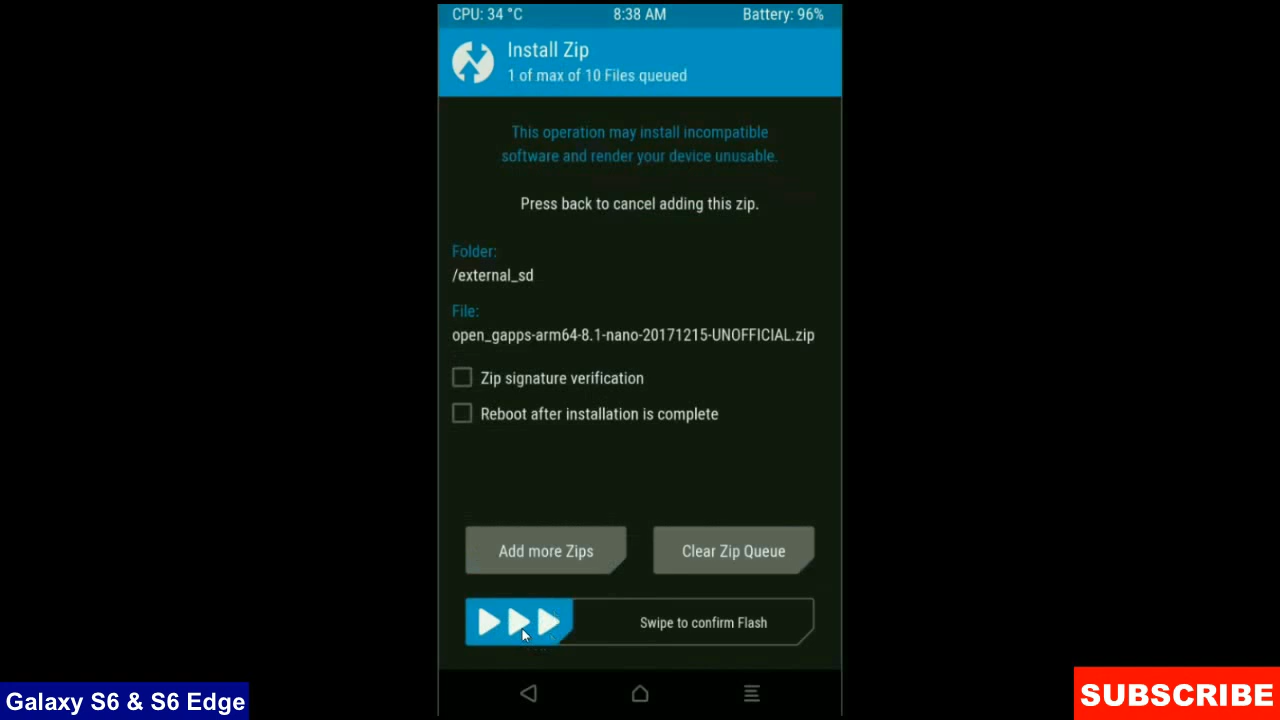 CPU: 34 °C 8:38 AM Battery: 96%
Install Zip
1 of max of 10 Files queued
This operation may install incompatible
software and render your device unusable.
Press back to cancel adding this zip.
Folder:
/external_sd
File:
open_gapps-arm64-8.1-nano-20171215-UNOFFICIAL.zip
Zip signature verification
Reboot after installation is complete
Add more Zips Clear Zip Queue
Swipe to confirm Flash
Galaxy S6 & S6 Edge
SUBSCRIBE